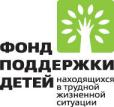 ФОНД
ПОДДЕРЖКИ
ДЕТЕЙ
НАХОДЯЩИХСЯ
В ТРУДНОЙ
ЖИЗНЕННОЙ
СИТУАЦИИ